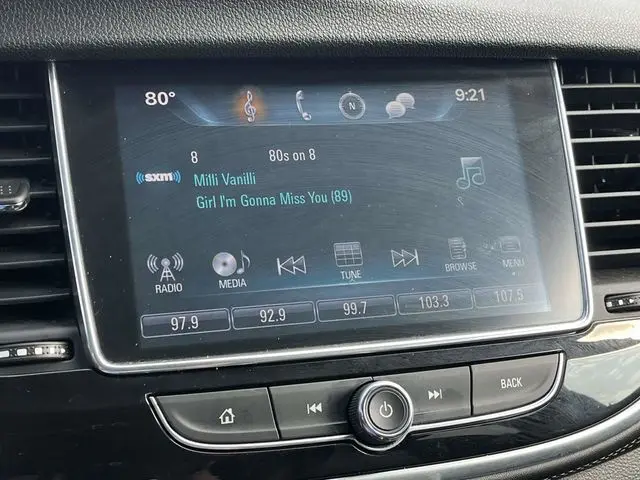 80° N 9:21
8 80s on 8
sxm Milli Vanilli
Girl I'm Gonna Miss You (89)
RADIO MEDIA TUNE BROWSE MENU
97.9 92.9 99.7 103.3 107.5
BACK